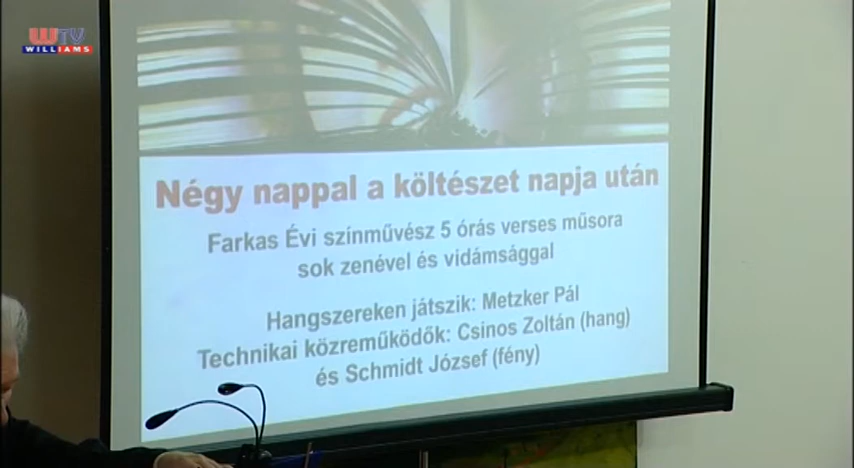 WTV
WILLIAMS
Négy nappal a költészet napja után
Farkas Évi színművész 5 órás verses műsora
sok zenével és vidámsággal
Hangszereken játszik: Metzker Pál
Technikai közreműködők: Csinos Zoltán (hang)
és Schmidt József (fény)